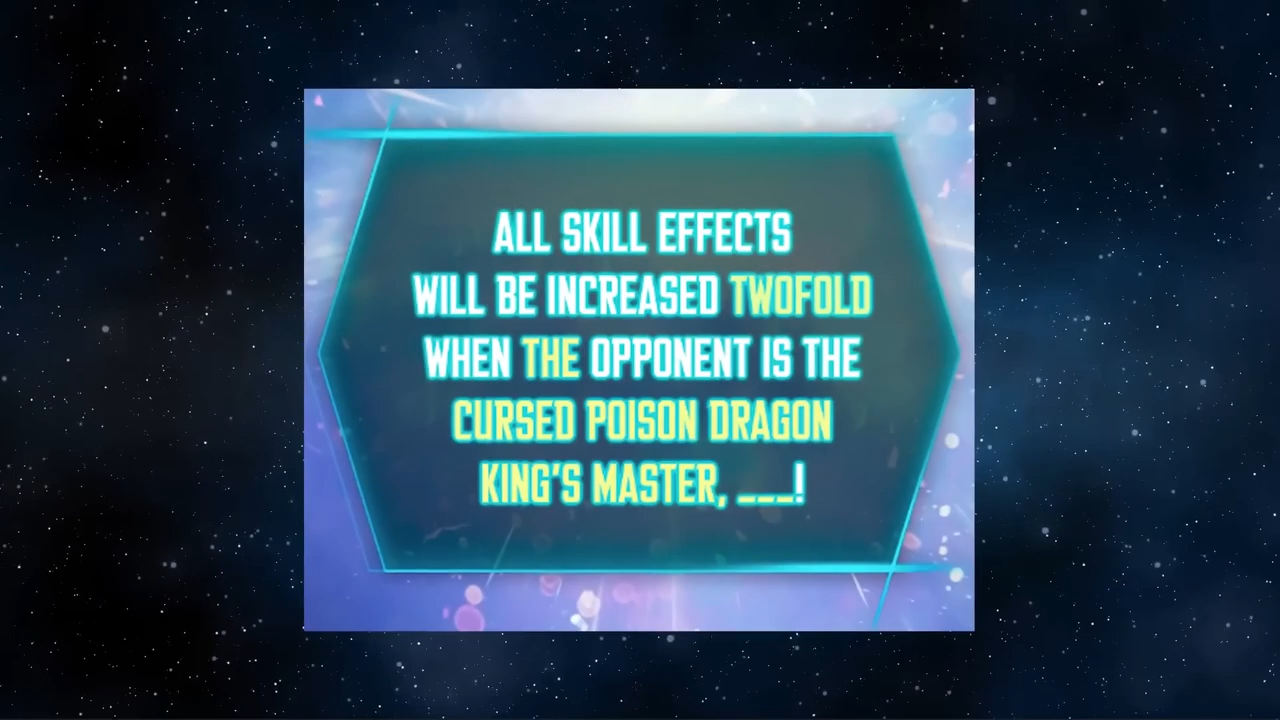 ALL SKILL EFFECTS
WILL BE INCREASED TWOFOLD
WHEN THE OPPONENT IS THE
CURSED POISON DRAGON
KING'S MASTER, ___!